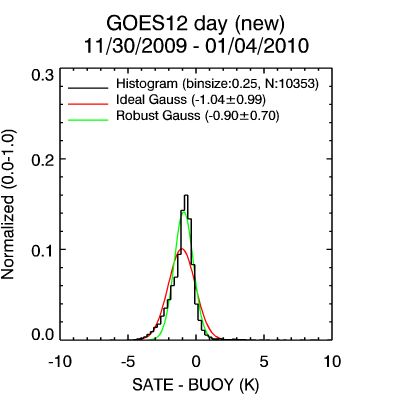 GOES12 day (new)
11/30/2009 - 01/04/2010
Histogram (binsize:0.25, N:10353)
Ideal Gauss (-1.04±0.99)
Robust Gauss (-0.90±0.70)
Normalized (0.0-1.0)
0.3
0.2
0.1
0.0
-10 -5 0 5 10
SATE - BUOY (K)